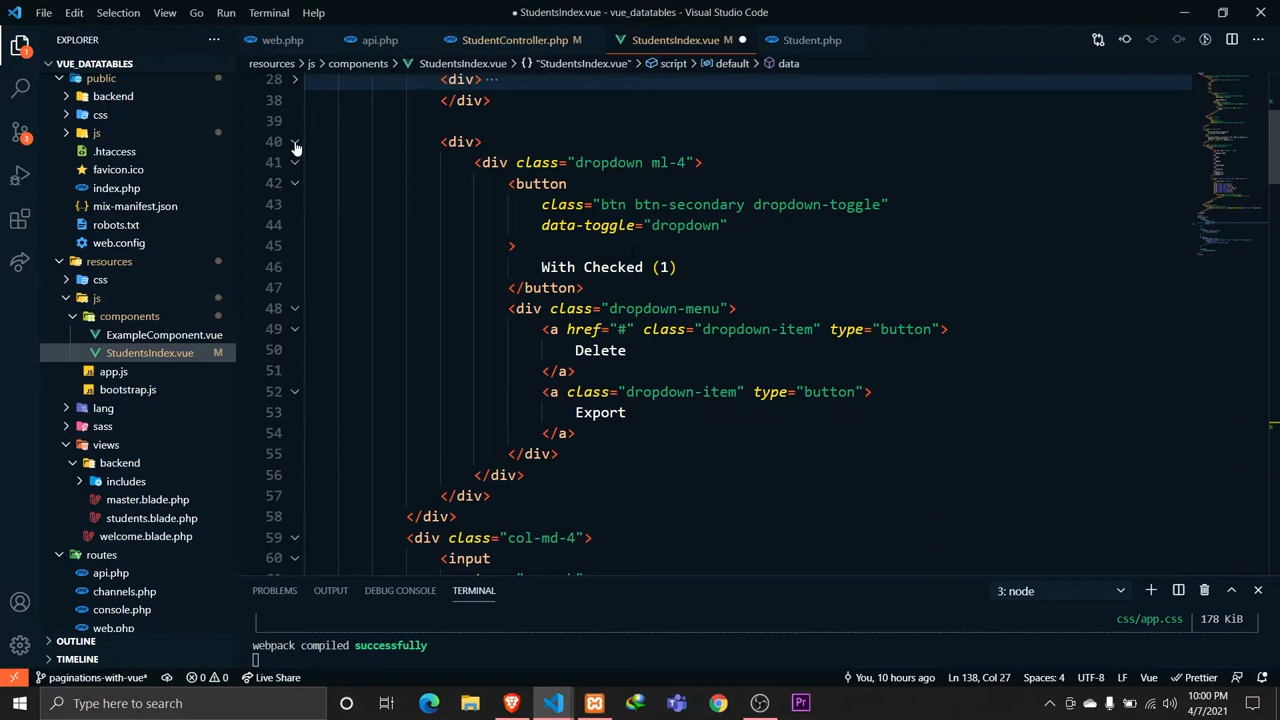 File Edit Selection View Go Run Terminal Help
● StudentsIndex.vue - vue_datatables - Visual Studio Code
EXPLORER ···
web.php
api.php
StudentController.php M
StudentsIndex.vue M ●
Student.php
VUE_DATATABLES
resources > js > components > StudentsIndex.vue > {} "StudentsIndex.vue" > script > default > data
public
backend
css
js
.htaccess
favicon.ico
index.php
mix-manifest.json
robots.txt
web.config
resources
css
js
components
ExampleComponent.vue
StudentsIndex.vue M
app.js
bootstrap.js
lang
sass
views
backend
includes
master.blade.php
students.blade.php
welcome.blade.php
routes
api.php
channels.php
console.php
web.php
OUTLINE
TIMELINE
28 <div> ···
38 </div>
39
40 <div>
41 <div class="dropdown ml-4">
42 <button
43 class="btn btn-secondary dropdown-toggle"
44 data-toggle="dropdown"
45 >
46 With Checked (1)
47 </button>
48 <div class="dropdown-menu">
49 <a href="#" class="dropdown-item" type="button">
50 Delete
51 </a>
52 <a class="dropdown-item" type="button">
53 Export
54 </a>
55 </div>
56 </div>
57 </div>
58 </div>
59 <div class="col-md-4">
60 <input
PROBLEMS OUTPUT DEBUG CONSOLE TERMINAL 3: node
css/app.css 178 KiB
webpack compiled successfully
paginations-with-vue* 0 0 Live Share You, 10 hours ago Ln 138, Col 27 Spaces: 4 UTF-8 LF Vue Prettier
Type here to search
10:00 PM
4/7/2021